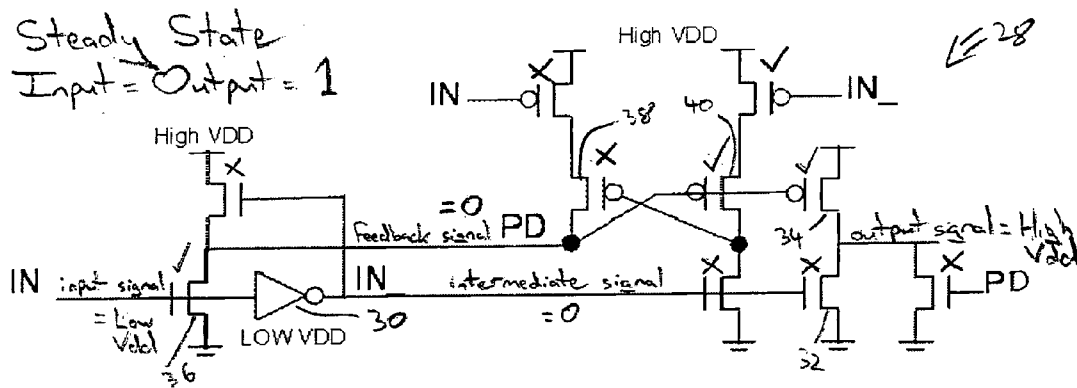 Steady State
Input = Output = 1
28
High VDD
IN
IN_
38
40
High VDD
= 0
feedback signal PD
34
output signal = High Vdd
IN
input signal
= Low Vdd
IN_
intermediate signal
= 0
30
LOW VDD
36
32
PD